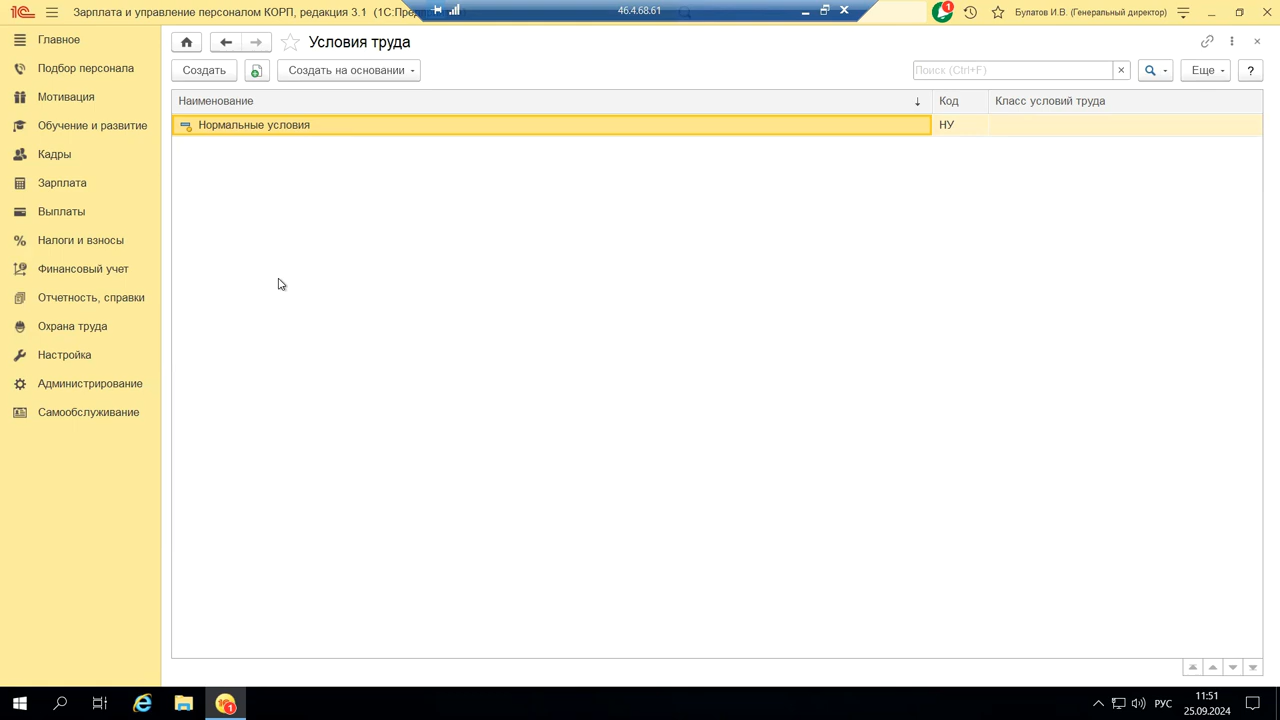 Зарплата и управление персоналом КОРП, редакция 3.1 (1С:Пред
46.4.68.61
1
Булатов И.В. (Генеральный директор)
Главное
Подбор персонала
Мотивация
Обучение и развитие
Кадры
Зарплата
Выплаты
Налоги и взносы
Финансовый учет
Отчетность, справки
Охрана труда
Настройка
Администрирование
Самообслуживание
Условия труда
Создать
Создать на основании
Поиск (Ctrl+F)
Еще
?
Наименование
Код
Класс условий труда
Нормальные условия
НУ
1
РУС
11:51
25.09.2024